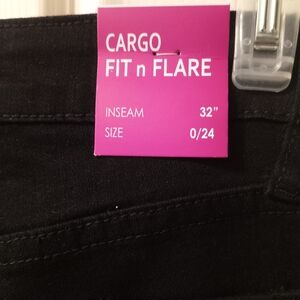 CARGO
FIT n FLARE
INSEAM 32"
SIZE 0/24